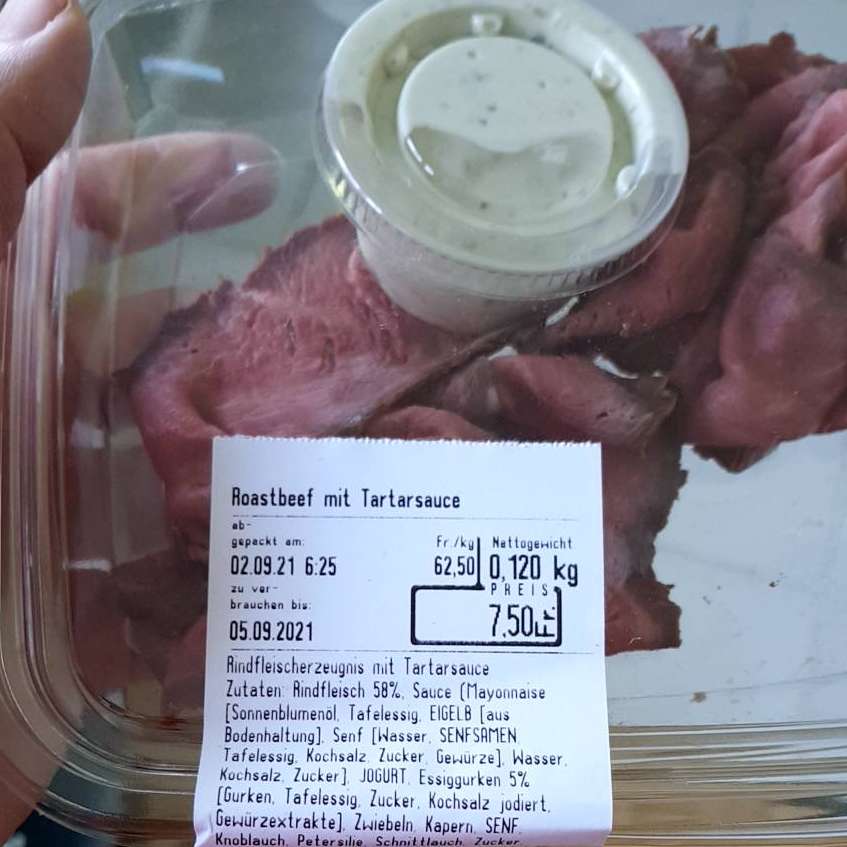 Roastbeef mit Tartarsauce
ab-
gepackt am:
02.09.21 6:25
Fr./kg
62,50
Nettogewicht
0,120 kg
zu ver-
brauchen bis:
05.09.2021
PREIS
7.50 Fr.
Rindfleischerzeugnis mit Tartarsauce
Zutaten: Rindfleisch 58%, Sauce (Mayonnaise
[Sonnenblumenöl, Tafelessig, EIGELB [aus
Bodenhaltung], Senf [Wasser, SENFSAMEN,
Tafelessig, Kochsalz, Zucker, Gewürze], Wasser,
Kochsalz, Zucker], JOGURT, Essiggurken 5%
[Gurken, Tafelessig, Zucker, Kochsalz jodiert,
Gewürzextrakte], Zwiebeln, Kapern, SENF,
Knoblauch, Petersilie, Schnittlauch, Zucker,